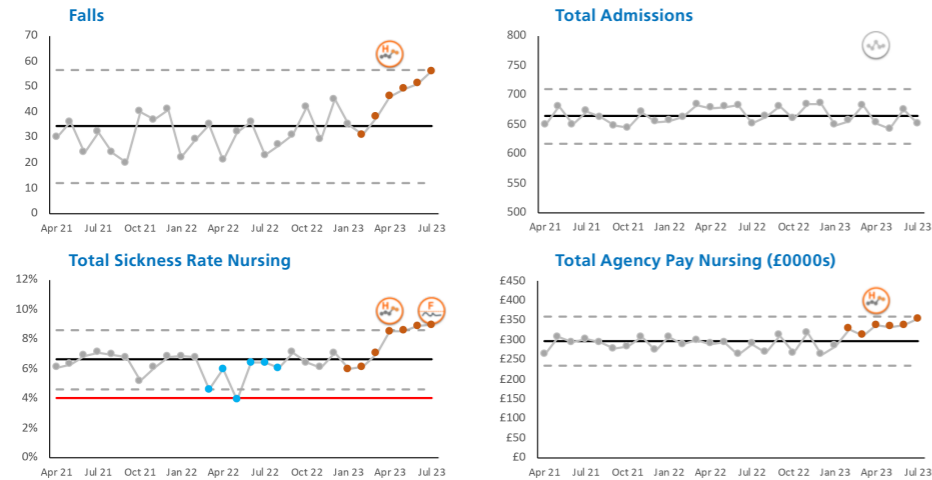 Falls
70
60
50
40
30
20
10
0
Apr 21 Jul 21 Oct 21 Jan 22 Apr 22 Jul 22 Oct 22 Jan 23 Apr 23 Jul 23
H
Total Admissions
800
750
700
650
600
550
500
Apr 21 Jul 21 Oct 21 Jan 22 Apr 22 Jul 22 Oct 22 Jan 23 Apr 23 Jul 23
Total Sickness Rate Nursing
12%
10%
8%
6%
4%
2%
0%
Apr 21 Jul 21 Oct 21 Jan 22 Apr 22 Jul 22 Oct 22 Jan 23 Apr 23 Jul 23
H
F
Total Agency Pay Nursing (£0000s)
£450
£400
£350
£300
£250
£200
£150
£100
£50
£0
Apr 21 Jul 21 Oct 21 Jan 22 Apr 22 Jul 22 Oct 22 Jan 23 Apr 23 Jul 23
H